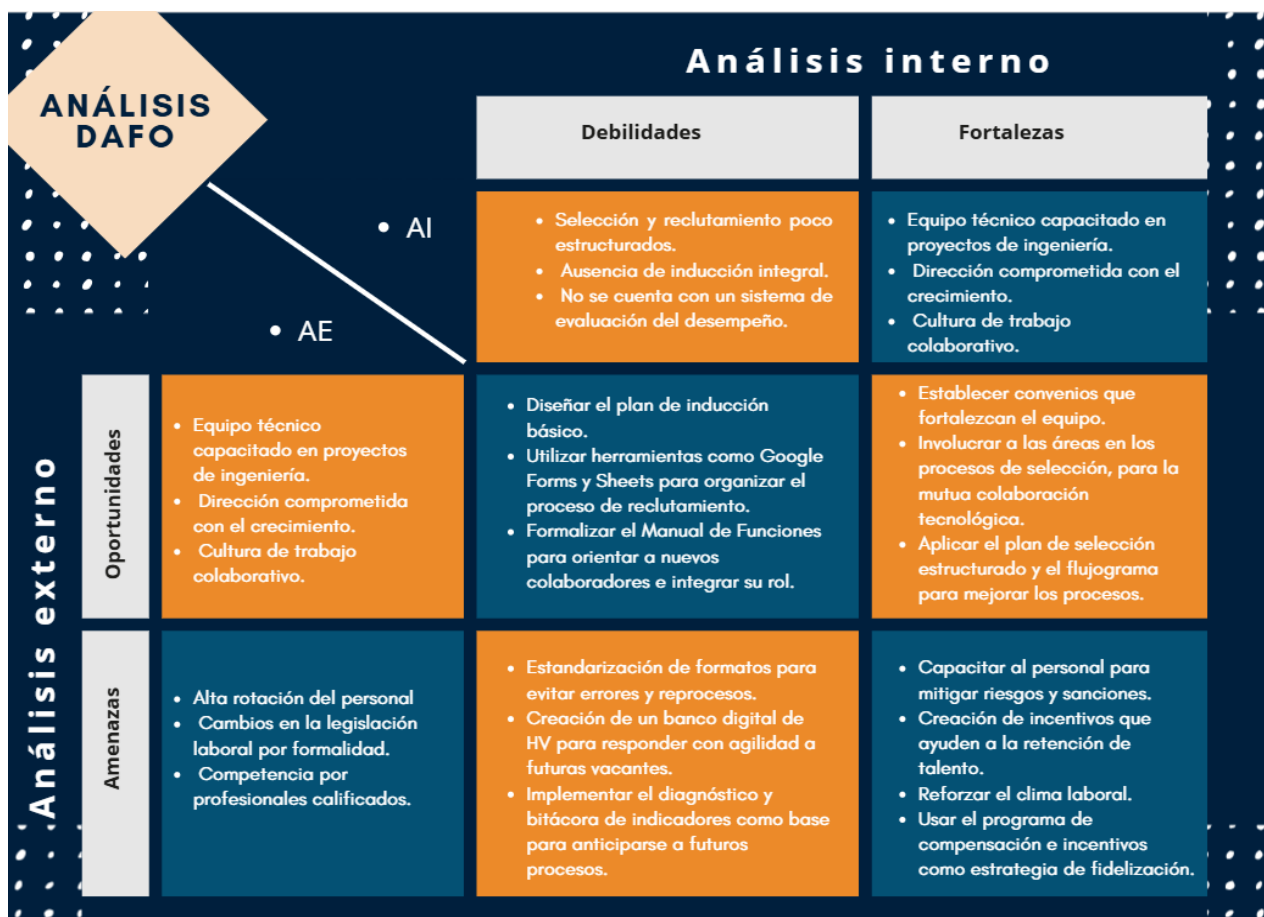 ANÁLISIS
DAFO
Análisis interno
Debilidades
Fortalezas
• AI
• AE
• Selección y reclutamiento poco
estructurados.
• Ausencia de inducción integral.
• No se cuenta con un sistema de
evaluación del desempeño.
• Equipo técnico capacitado en
proyectos de ingeniería.
• Dirección comprometida con el
crecimiento.
• Cultura de trabajo
colaborativo.
Análisis externo
Oportunidades
• Equipo técnico
capacitado en proyectos
de ingeniería.
• Dirección comprometida
con el crecimiento.
• Cultura de trabajo
colaborativo.
• Diseñar el plan de inducción
básico.
• Utilizar herramientas como Google
Forms y Sheets para organizar el
proceso de reclutamiento.
• Formalizar el Manual de Funciones
para orientar a nuevos
colaboradores e integrar su rol.
• Establecer convenios que
fortalezcan el equipo.
• Involucrar a las áreas en los
procesos de selección, para la
mutua colaboración
tecnológica.
• Aplicar el plan de selección
estructurado y el flujograma
para mejorar los procesos.
Amenazas
• Alta rotación del personal
• Cambios en la legislación
laboral por formalidad.
• Competencia por
profesionales calificados.
• Estandarización de formatos para
evitar errores y reprocesos.
• Creación de un banco digital de
HV para responder con agilidad a
futuras vacantes.
• Implementar el diagnóstico y
bitácora de indicadores como base
para anticiparse a futuros
procesos.
• Capacitar al personal para
mitigar riesgos y sanciones.
• Creación de incentivos que
ayuden a la retención de
talento.
• Reforzar el clima laboral.
• Usar el programa de
compensación e incentivos
como estrategia de fidelización.